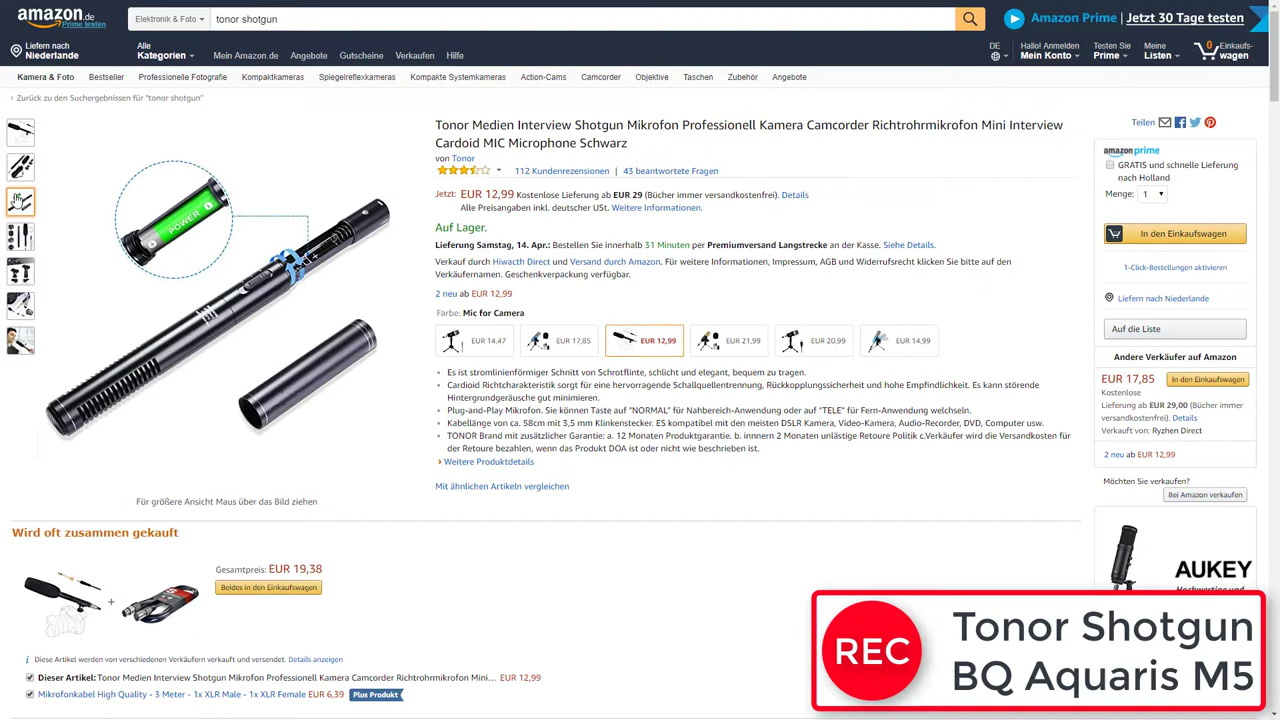 amazon.de
Prime testen
Elektronik & Foto
tonor shotgun
Amazon Prime | Jetzt 30 Tage testen
Liefern nach
Niederlande
Alle
Kategorien
Mein Amazon.de
Angebote
Gutscheine
Verkaufen
Hilfe
DE
Hallo! Anmelden
Mein Konto
Testen Sie
Prime
Meine
Listen
0
Einkaufs-
wagen
Kamera & Foto
Bestseller
Professionelle Fotografie
Kompaktkameras
Spiegelreflexkameras
Kompakte Systemkameras
Action-Cams
Camcorder
Objektive
Taschen
Zubehör
Angebote
‹ Zurück zu den Suchergebnissen für "tonor shotgun"
POWER
Für größere Ansicht Maus über das Bild ziehen
Tonor Medien Interview Shotgun Mikrofon Professionell Kamera Camcorder Richtrohrmikrofon Mini Interview
Cardoid MIC Microphone Schwarz
von Tonor
112 Kundenrezensionen | 43 beantwortete Fragen
Jetzt: EUR 12,99 Kostenlose Lieferung ab EUR 29 (Bücher immer versandkostenfrei). Details
Alle Preisangaben inkl. deutscher USt. Weitere Informationen.
Auf Lager.
Lieferung Samstag, 14. Apr.: Bestellen Sie innerhalb 31 Minuten per Premiumversand Langstrecke an der Kasse. Siehe Details.
Verkauf durch Hiwacth Direct und Versand durch Amazon. Für weitere Informationen, Impressum, AGB und Widerrufsrecht klicken Sie bitte auf den
Verkäufernamen. Geschenkverpackung verfügbar.
2 neu ab EUR 12,99
Farbe: Mic for Camera
EUR 14,47
EUR 17,85
EUR 12,99
EUR 21,99
EUR 20,99
EUR 14,99
Es ist stromlinienförmiger Schnitt von Schrotflinte, schlicht und elegant, bequem zu tragen.
Cardioid Richtcharakteristik sorgt für eine hervorragende Schallquellentrennung, Rückkopplungssicherheit und hohe Empfindlichkeit. Es kann störende
Hintergrundgeräusche gut minimieren.
Plug-and-Play Mikrofon. Sie können Taste auf "NORMAL" für Nahbereich-Anwendung oder auf "TELE" für Fern-Anwendung welchseln.
Kabellänge von ca. 58cm mit 3,5 mm Klinkenstecker. ES kompatibel mit den meisten DSLR Kamera, Video-Kamera, Audio-Recorder, DVD, Computer usw.
TONOR Brand mit zusätzlicher Garantie: a. 12 Monaten Produktgarantie. b. innnern 2 Monaten unlästige Retoure Politik c.Verkäufer wird die Versandkosten für
der Retoure bezahlen, wenn das Produkt DOA ist oder nicht wie beschrieben ist.
› Weitere Produktdetails
Mit ähnlichen Artikeln vergleichen
Teilen
amazon prime
GRATIS und schnelle Lieferung
nach Holland
Menge: 1
In den Einkaufswagen
1-Click-Bestellungen aktivieren
Liefern nach Niederlande
Auf die Liste
Andere Verkäufer auf Amazon
EUR 17,85
In den Einkaufswagen
Kostenlose
Lieferung ab EUR 29,00 (Bücher immer
versandkostenfrei). Details
Verkauft von: Ryzhen Direct
2 neu ab EUR 12,99
Möchten Sie verkaufen?
Bei Amazon verkaufen
AUKEY
Hochwertige und
Wird oft zusammen gekauft
+
Gesamtpreis: EUR 19,38
Beides in den Einkaufswagen
i Diese Artikel werden von verschiedenen Verkäufern verkauft und versendet. Details anzeigen
Dieser Artikel: Tonor Medien Interview Shotgun Mikrofon Professionell Kamera Camcorder Richtrohrmikrofon Mini… EUR 12,99
Mikrofonkabel High Quality - 3 Meter - 1x XLR Male - 1x XLR Female EUR 6,39 Plus Produkt
REC
Tonor Shotgun
BQ Aquaris M5